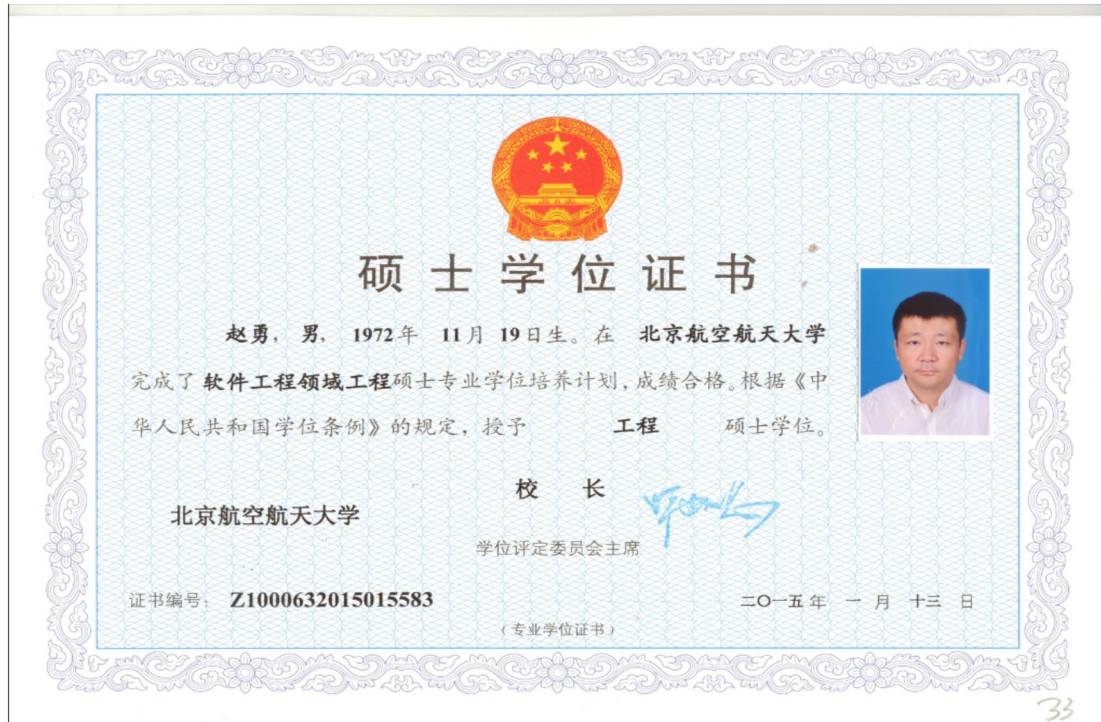 硕士学位证书
赵勇, 男, 1972年 11月 19日生。在 北京航空航天大学
完成了 软件工程领域工程硕士专业学位培养计划,成绩合格。根据《中
华人民共和国学位条例》的规定, 授予 工程 硕士学位。
校 长
北京航空航天大学
学位评定委员会主席
证书编号: Z1000632015015583
二〇一五年 一月 十三日
(专业学位证书)
33